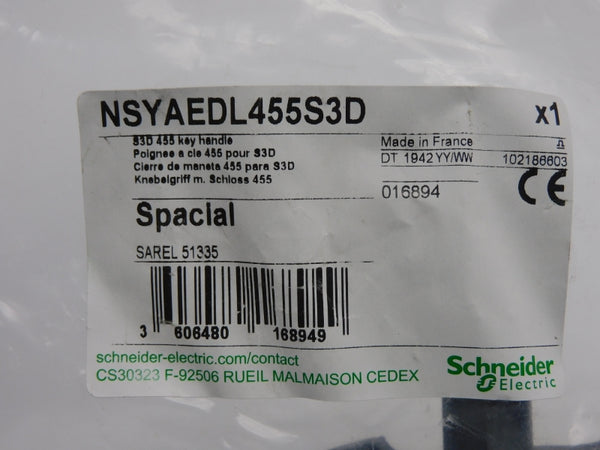 NSYAEDL455S3D x1
S3D 455 key handle
Poignee a cle 455 pour S3D
Cierre de maneta 455 para S3D
Knebelgriff m. Schloss 455
Made in France
DT 1942 YY/WW 102186603
016894
CE
Spacial
SAREL 51335
3 606480 168949
schneider-electric.com/contact
CS30323 F-92506 RUEIL MALMAISON CEDEX
Schneider
Electric